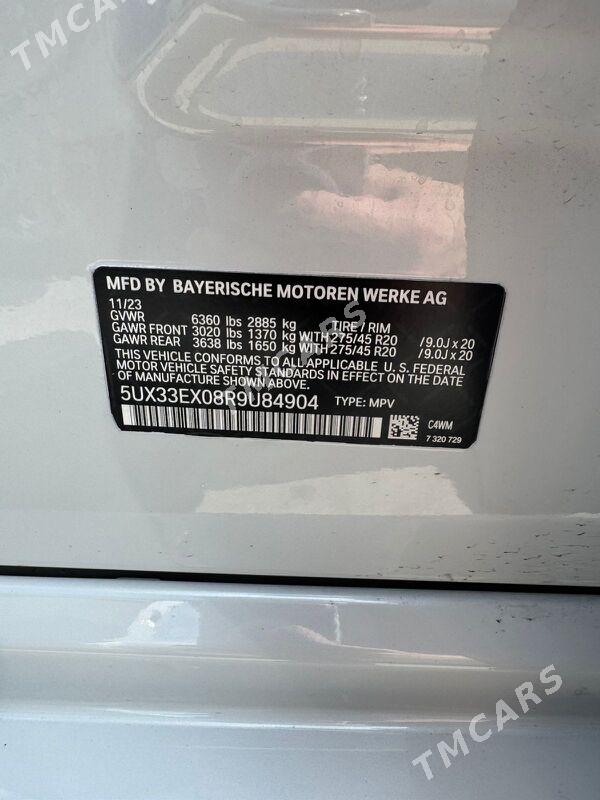 TMCARS
MFD BY BAYERISCHE MOTOREN WERKE AG
11/23
GVWR 6360 lbs 2885 kg TIRE / RIM
GAWR FRONT 3020 lbs 1370 kg WITH 275/45 R20 /9.0J x 20
GAWR REAR 3638 lbs 1650 kg WITH 275/45 R20 /9.0J x 20
THIS VEHICLE CONFORMS TO ALL APPLICABLE U. S. FEDERAL
MOTOR VEHICLE SAFETY STANDARDS IN EFFECT ON THE DATE OF
MANUFACTURE SHOWN ABOVE.
5UX33EX08R9U84904 TYPE: MPV
C4WM
7 320 729
TMCARS